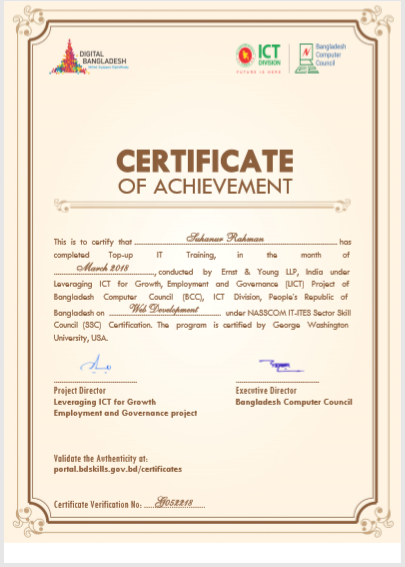 DIGITAL
BANGLADESH
ICT
DIVISION
FUTURE IS HERE
Bangladesh
Computer
Council
CERTIFICATE
OF ACHIEVEMENT
This is to certify that Suhanur Rahman has
completed Top-up IT Training, in the month of
March 2018, conducted by Ernst & Young LLP, India under
Leveraging ICT for Growth, Employment and Governance (LICT) Project of
Bangladesh Computer Council (BCC), ICT Division, People's Republic of
Bangladesh on Web Development under NASSCOM IT-ITES Sector Skill
Council (SSC) Certification. The program is certified by George Washington
University, USA.
Project Director
Leveraging ICT for Growth
Employment and Governance project
Executive Director
Bangladesh Computer Council
Validate the Authenticity at:
portal.bdskills.gov.bd/certificates
Certificate Verification No: G052218